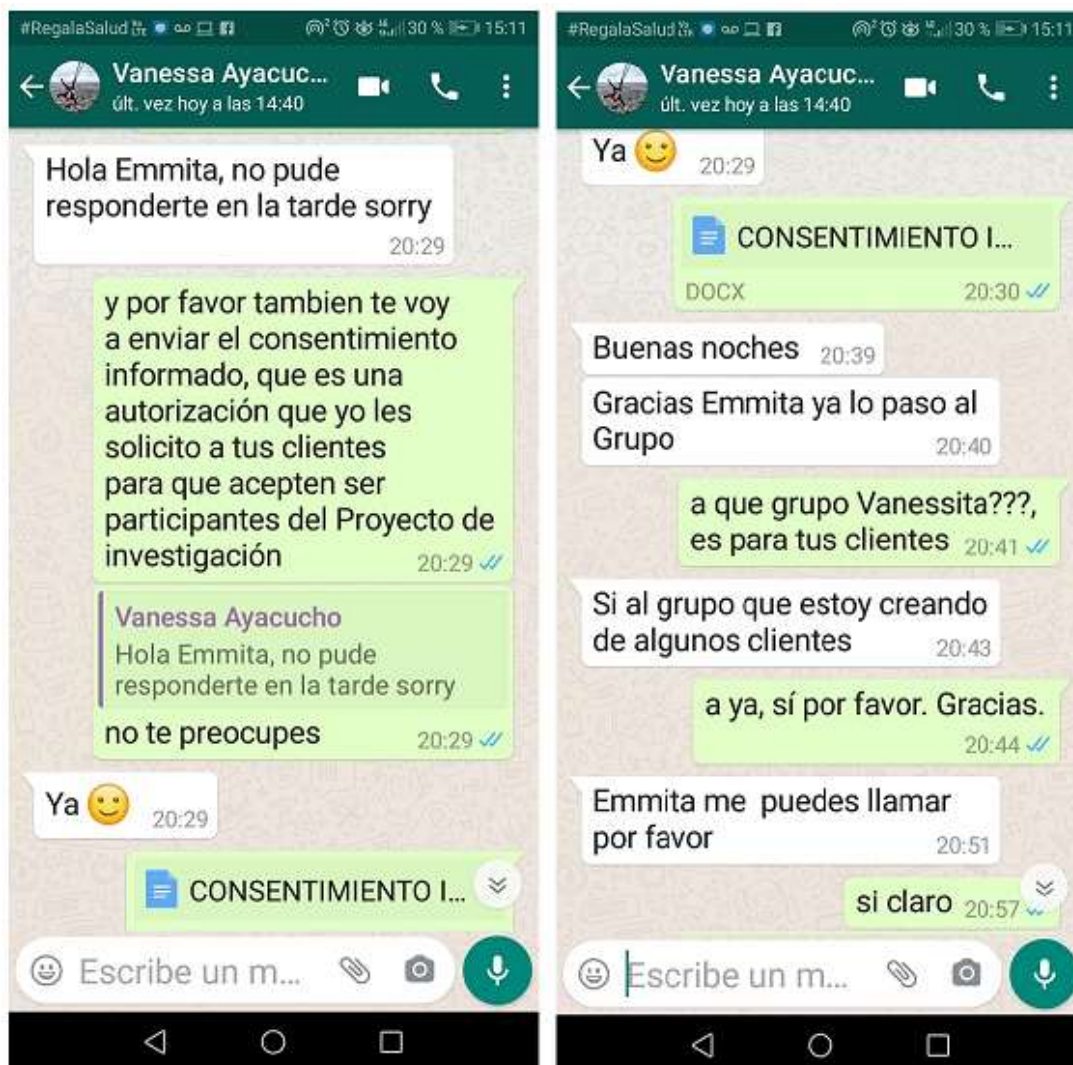 #RegalaSalud 30 % 15:11
Vanessa Ayacuc...
últ. vez hoy a las 14:40
Hola Emmita, no pude
responderte en la tarde sorry
20:29
y por favor tambien te voy
a enviar el consentimiento
informado, que es una
autorización que yo les
solicito a tus clientes
para que acepten ser
participantes del Proyecto de
investigación 20:29
Vanessa Ayacucho
Hola Emmita, no pude
responderte en la tarde sorry
no te preocupes 20:29
Ya 🙂 20:29
CONSENTIMIENTO I...
Escribe un m...
#RegalaSalud 30 % 15:11
Vanessa Ayacuc...
últ. vez hoy a las 14:40
Ya 🙂 20:29
CONSENTIMIENTO I...
DOCX 20:30
Buenas noches 20:39
Gracias Emmita ya lo paso al
Grupo 20:40
a que grupo Vanessita???,
es para tus clientes 20:41
Si al grupo que estoy creando
de algunos clientes 20:43
a ya, sí por favor. Gracias.
20:44
Emmita me puedes llamar
por favor 20:51
si claro 20:57
Escribe un m...